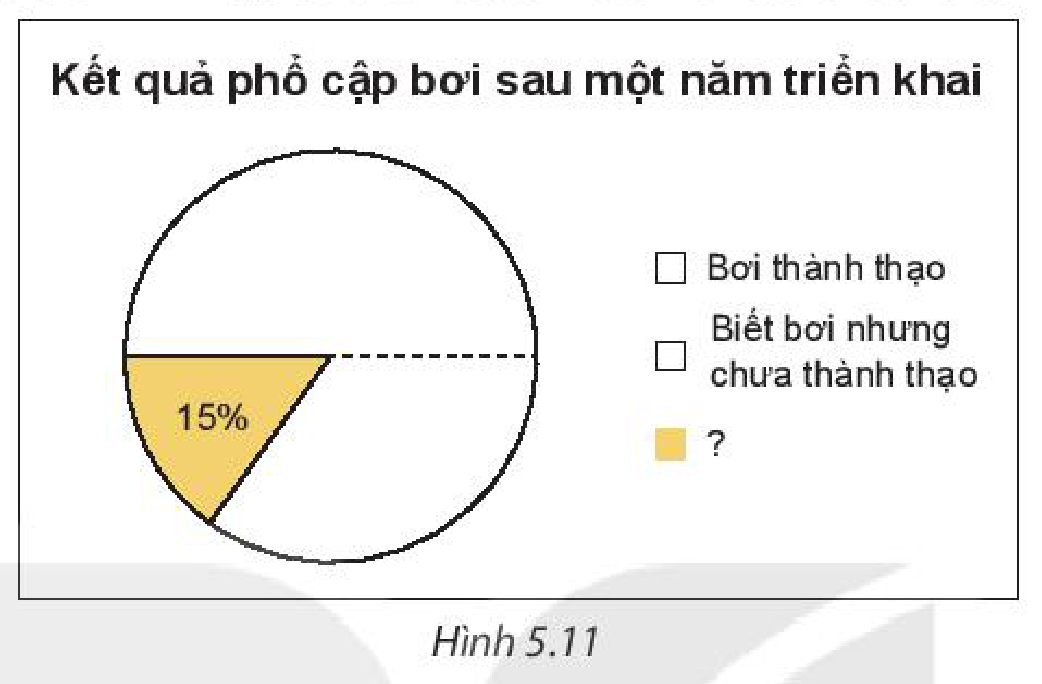 Kết quả phổ cập bơi sau một năm triển khai
15%
Bơi thành thạo
Biết bơi nhưng
chưa thành thạo
?
Hình 5.11